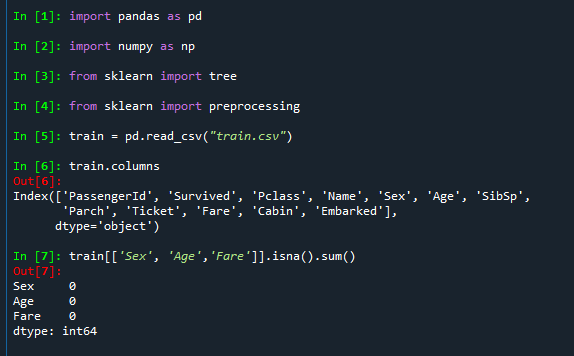 In [1]: import pandas as pd
In [2]: import numpy as np
In [3]: from sklearn import tree
In [4]: from sklearn import preprocessing
In [5]: train = pd.read_csv("train.csv")
In [6]: train.columns
Out[6]:
Index(['PassengerId', 'Survived', 'Pclass', 'Name', 'Sex', 'Age', 'SibSp',
       'Parch', 'Ticket', 'Fare', 'Cabin', 'Embarked'],
      dtype='object')
In [7]: train[['Sex', 'Age','Fare']].isna().sum()
Out[7]:
Sex     0
Age     0
Fare    0
dtype: int64